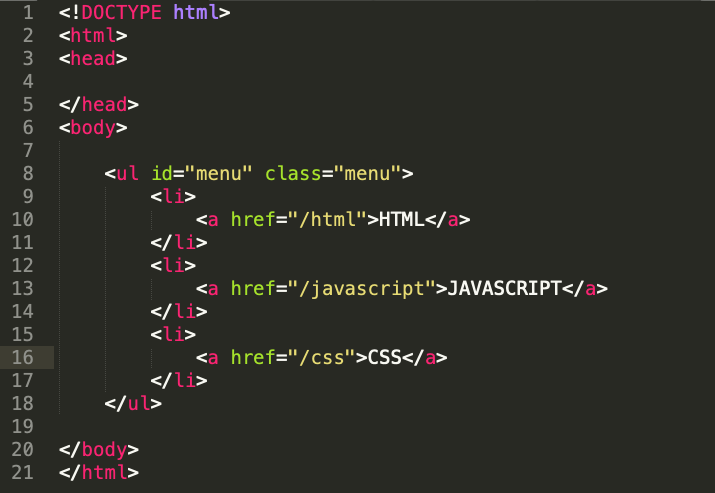 1 <!DOCTYPE html>
2 <html>
3 <head>
4
5 </head>
6 <body>
7
8     <ul id="menu" class="menu">
9         <li>
10             <a href="/html">HTML</a>
11         </li>
12         <li>
13             <a href="/javascript">JAVASCRIPT</a>
14         </li>
15         <li>
16             <a href="/css">CSS</a>
17         </li>
18     </ul>
19
20 </body>
21 </html>